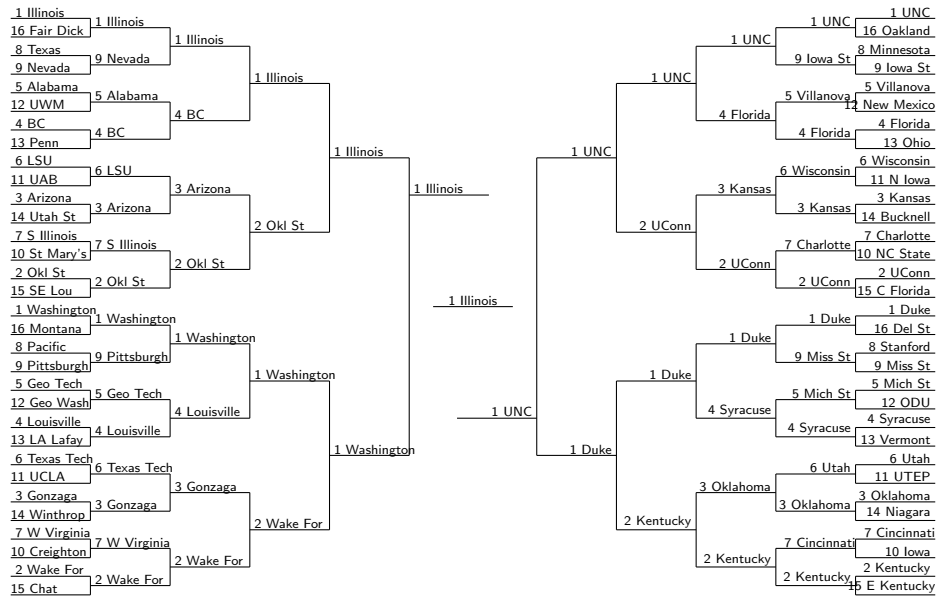 1 Illinois
16 Fair Dick
8 Texas
9 Nevada
5 Alabama
12 UWM
4 BC
13 Penn
6 LSU
11 UAB
3 Arizona
14 Utah St
7 S Illinois
10 St Mary's
2 Okl St
15 SE Lou
1 Washington
16 Montana
8 Pacific
9 Pittsburgh
5 Geo Tech
12 Geo Wash
4 Louisville
13 LA Lafay
6 Texas Tech
11 UCLA
3 Gonzaga
14 Winthrop
7 W Virginia
10 Creighton
2 Wake For
15 Chat
1 Illinois
9 Nevada
5 Alabama
4 BC
6 LSU
3 Arizona
7 S Illinois
2 Okl St
1 Washington
9 Pittsburgh
5 Geo Tech
4 Louisville
6 Texas Tech
3 Gonzaga
7 W Virginia
2 Wake For
1 Illinois
4 BC
3 Arizona
2 Okl St
1 Washington
4 Louisville
3 Gonzaga
2 Wake For
1 Illinois
2 Okl St
1 Washington
2 Wake For
1 Illinois
1 Washington
1 Illinois
1 Illinois
1 UNC
1 UNC
1 Duke
1 UNC
2 UConn
1 Duke
2 Kentucky
1 UNC
4 Florida
3 Kansas
2 UConn
1 Duke
4 Syracuse
3 Oklahoma
2 Kentucky
1 UNC
9 Iowa St
5 Villanova
4 Florida
6 Wisconsin
3 Kansas
7 Charlotte
2 UConn
1 Duke
9 Miss St
5 Mich St
4 Syracuse
6 Utah
3 Oklahoma
7 Cincinnati
2 Kentucky
1 UNC
16 Oakland
8 Minnesota
9 Iowa St
5 Villanova
12 New Mexico
4 Florida
13 Ohio
6 Wisconsin
11 N Iowa
3 Kansas
14 Bucknell
7 Charlotte
10 NC State
2 UConn
15 C Florida
1 Duke
16 Del St
8 Stanford
9 Miss St
5 Mich St
12 ODU
4 Syracuse
13 Vermont
6 Utah
11 UTEP
3 Oklahoma
14 Niagara
7 Cincinnati
10 Iowa
2 Kentucky
15 E Kentucky